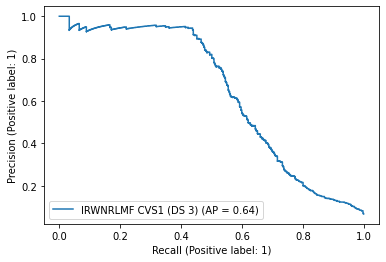 1.0
0.8
0.6
0.4
0.2
Precision (Positive label: 1)
IRWNRLMF CVS1 (DS 3) (AP = 0.64)
0.0 0.2 0.4 0.6 0.8 1.0
Recall (Positive label: 1)